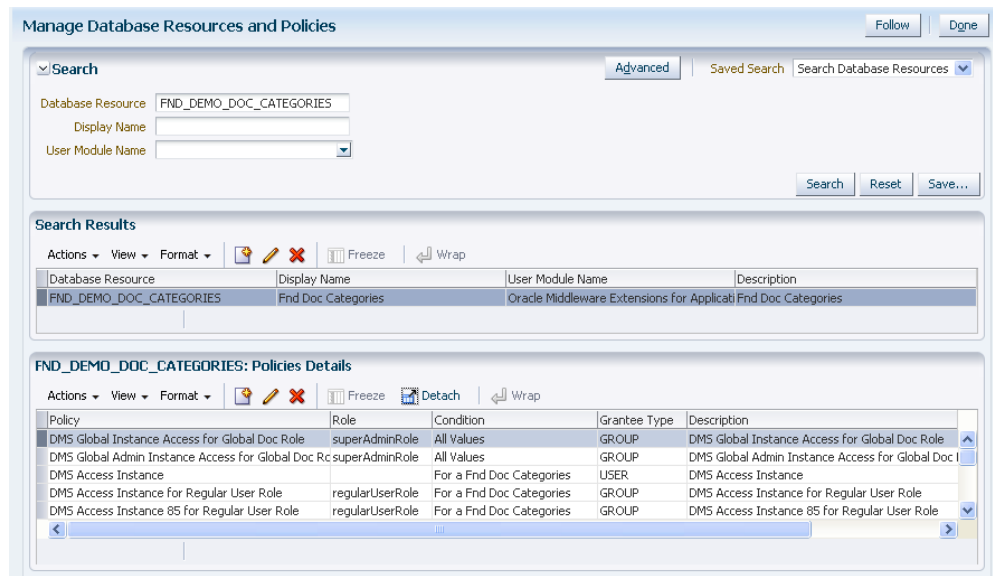 Manage Database Resources and Policies Follow Done
Search Advanced Saved Search Search Database Resources
Database Resource FND_DEMO_DOC_CATEGORIES
Display Name
User Module Name
Search Reset Save...
Search Results
Actions View Format Freeze Wrap
Database Resource Display Name User Module Name Description
FND_DEMO_DOC_CATEGORIES Fnd Doc Categories Oracle Middleware Extensions for Applicati Fnd Doc Categories
FND_DEMO_DOC_CATEGORIES: Policies Details
Actions View Format Freeze Detach Wrap
Policy Role Condition Grantee Type Description
DMS Global Instance Access for Global Doc Role superAdminRole All Values GROUP DMS Global Instance Access for Global Doc Role
DMS Global Admin Instance Access for Global Doc Rc superAdminRole All Values GROUP DMS Global Admin Instance Access for Global Doc
DMS Access Instance For a Fnd Doc Categories USER DMS Access Instance
DMS Access Instance for Regular User Role regularUserRole For a Fnd Doc Categories GROUP DMS Access Instance for Regular User Role
DMS Access Instance 85 for Regular User Role regularUserRole For a Fnd Doc Categories GROUP DMS Access Instance 85 for Regular User Role